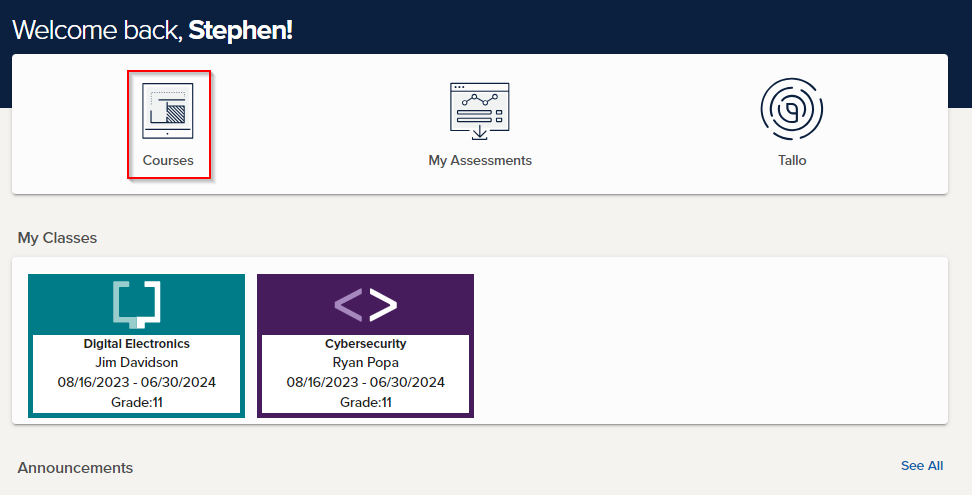 Welcome back, Stephen!
Courses
My Assessments
Tallo
My Classes
Digital Electronics
Jim Davidson
08/16/2023 - 06/30/2024
Grade:11
Cybersecurity
Ryan Popa
08/16/2023 - 06/30/2024
Grade:11
Announcements
See All